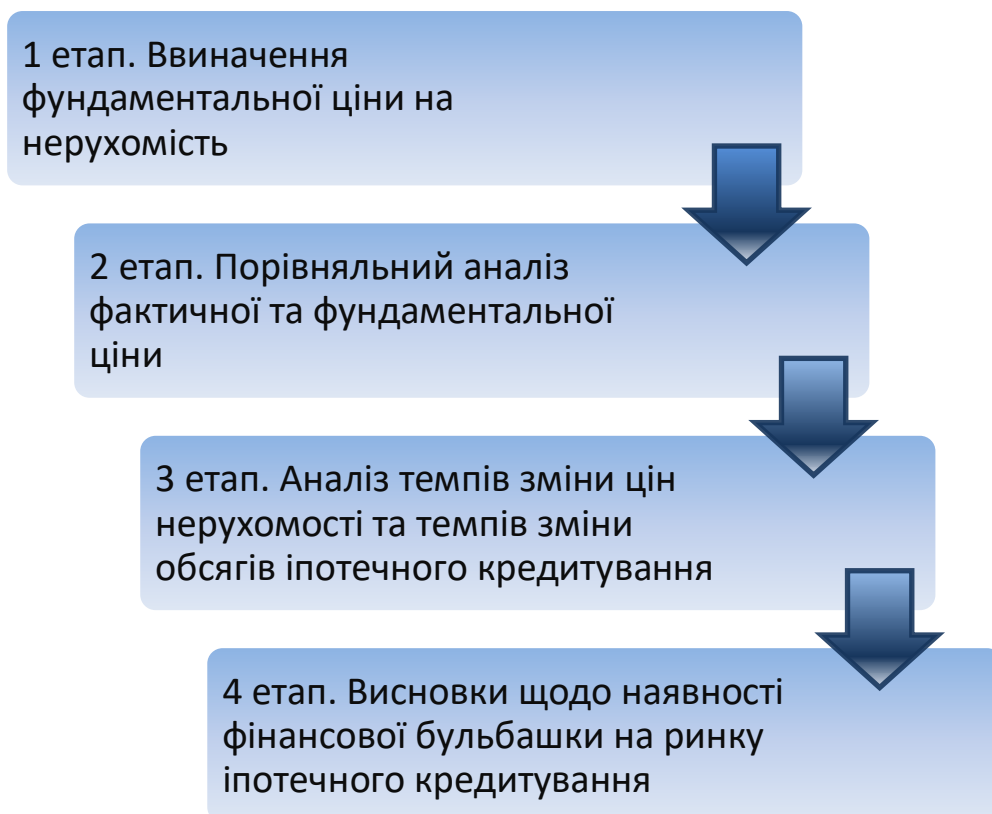 1 етап. Ввиначення
фундаментальної ціни на
нерухомість
2 етап. Порівняльний аналіз
фактичної та фундаментальної
ціни
3 етап. Аналіз темпів зміни цін
нерухомості та темпів зміни
обсягів іпотечного кредитування
4 етап. Висновки щодо наявності
фінансової бульбашки на ринку
іпотечного кредитування